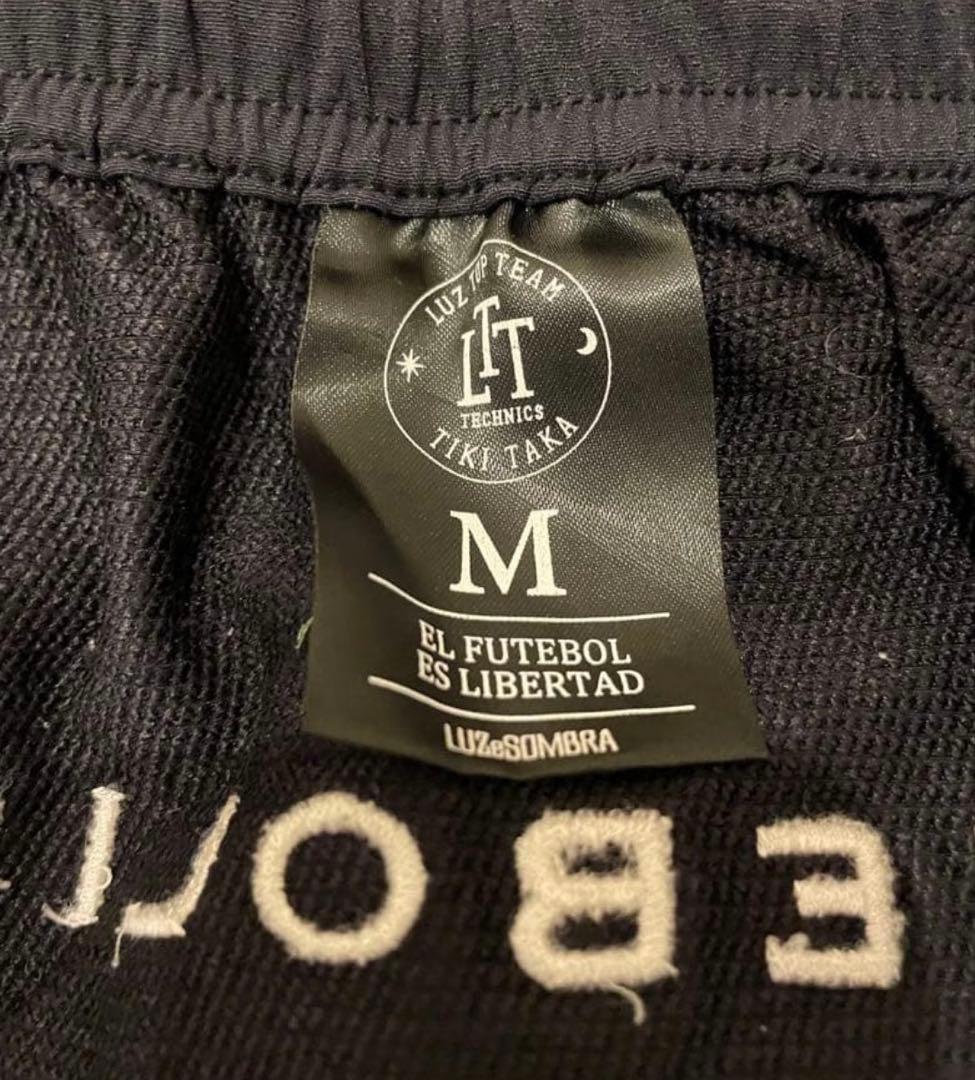 LUZ TOP TEAM
LTT
TECHNICS
TIKI TAKA
M
EL FUTEBOL
ES LIBERTAD
LUZeSOMBRA